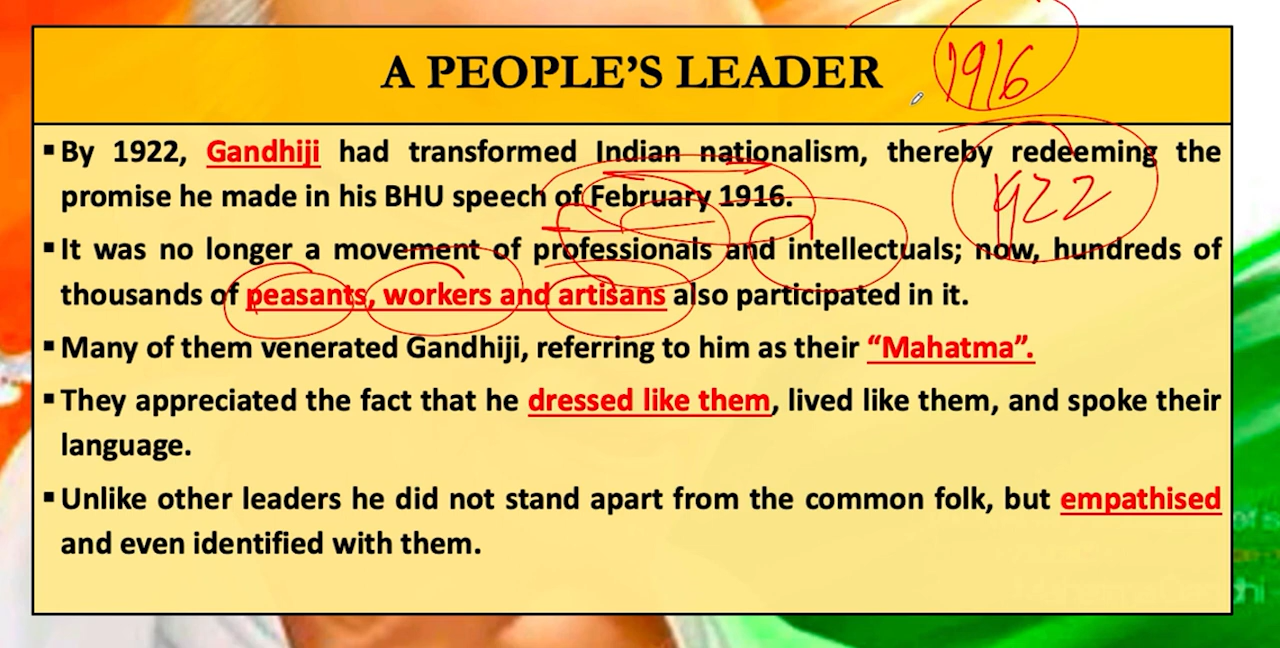 A PEOPLE'S LEADER
1916
▪ By 1922, Gandhiji had transformed Indian nationalism, thereby redeeming the
promise he made in his BHU speech of February 1916.
1922
▪ It was no longer a movement of professionals and intellectuals; now, hundreds of
thousands of peasants, workers and artisans also participated in it.
▪ Many of them venerated Gandhiji, referring to him as their “Mahatma”.
▪ They appreciated the fact that he dressed like them, lived like them, and spoke their
language.
▪ Unlike other leaders he did not stand apart from the common folk, but empathised
and even identified with them.